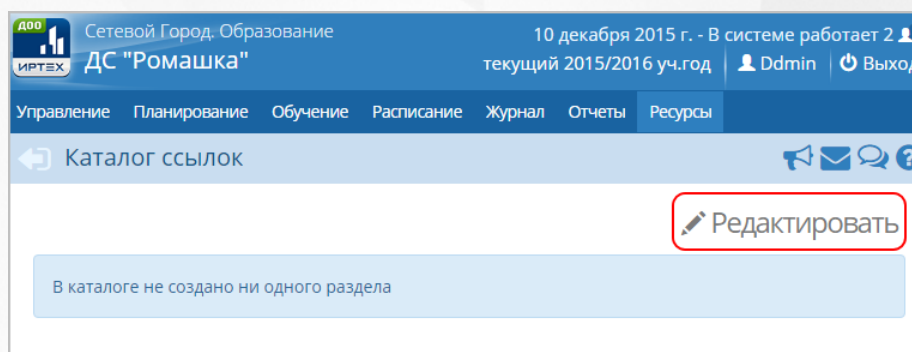 ДОО
ИРТЕХ
Сетевой Город. Образование
ДС "Ромашка"
10 декабря 2015 г. - В системе работает 2
текущий 2015/2016 уч.год Ddmin Выход
Управление Планирование Обучение Расписание Журнал Отчеты Ресурсы
Каталог ссылок
Редактировать
В каталоге не создано ни одного раздела